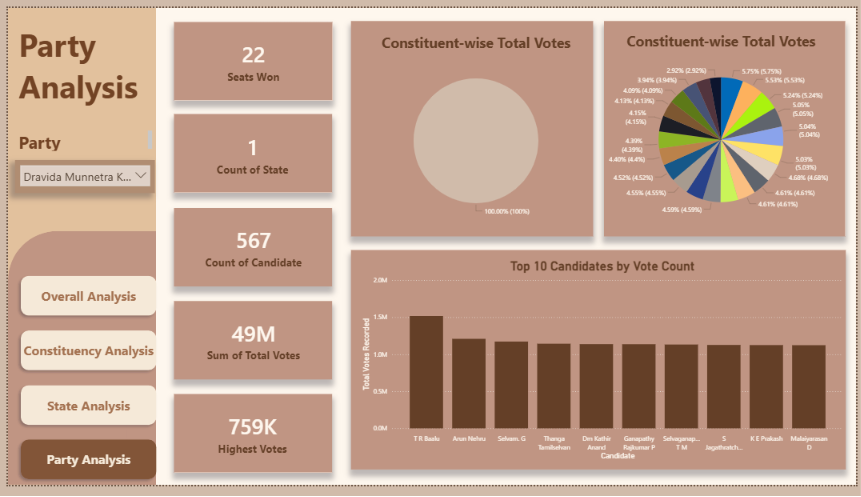 Party
Analysis
Party
Dravida Munnetra K...
Overall Analysis
Constituency Analysis
State Analysis
Party Analysis
22
Seats Won
1
Count of State
567
Count of Candidate
49M
Sum of Total Votes
759K
Highest Votes
Constituent-wise Total Votes
100.00% (100%)
Constituent-wise Total Votes
2.92% (2.92%)
3.94% (3.94%)
4.09% (4.09%)
4.13% (4.13%)
4.15%
(4.15%)
4.39%
(4.39%)
4.40% (4.4%)
4.52% (4.52%)
4.55% (4.55%)
4.59% (4.59%)
5.75% (5.75%)
5.53% (5.53%)
5.24% (5.24%)
5.05%
(5.05%)
5.04%
(5.04%)
5.03%
(5.03%)
4.68% (4.68%)
4.61% (4.61%)
4.61% (4.61%)
Top 10 Candidates by Vote Count
Total Votes Recorded
2.0M
1.5M
1.0M
0.5M
0.0M
T R Baalu
Arun Nehru
Selvam. G
Thanga
Tamilselvan
Dm Kathir
Anand
Ganapathy
Rajkumar P
Selvaganap...
T M
S
Jagathratch...
K E Prakash
Malaiyarasan
D
Candidate